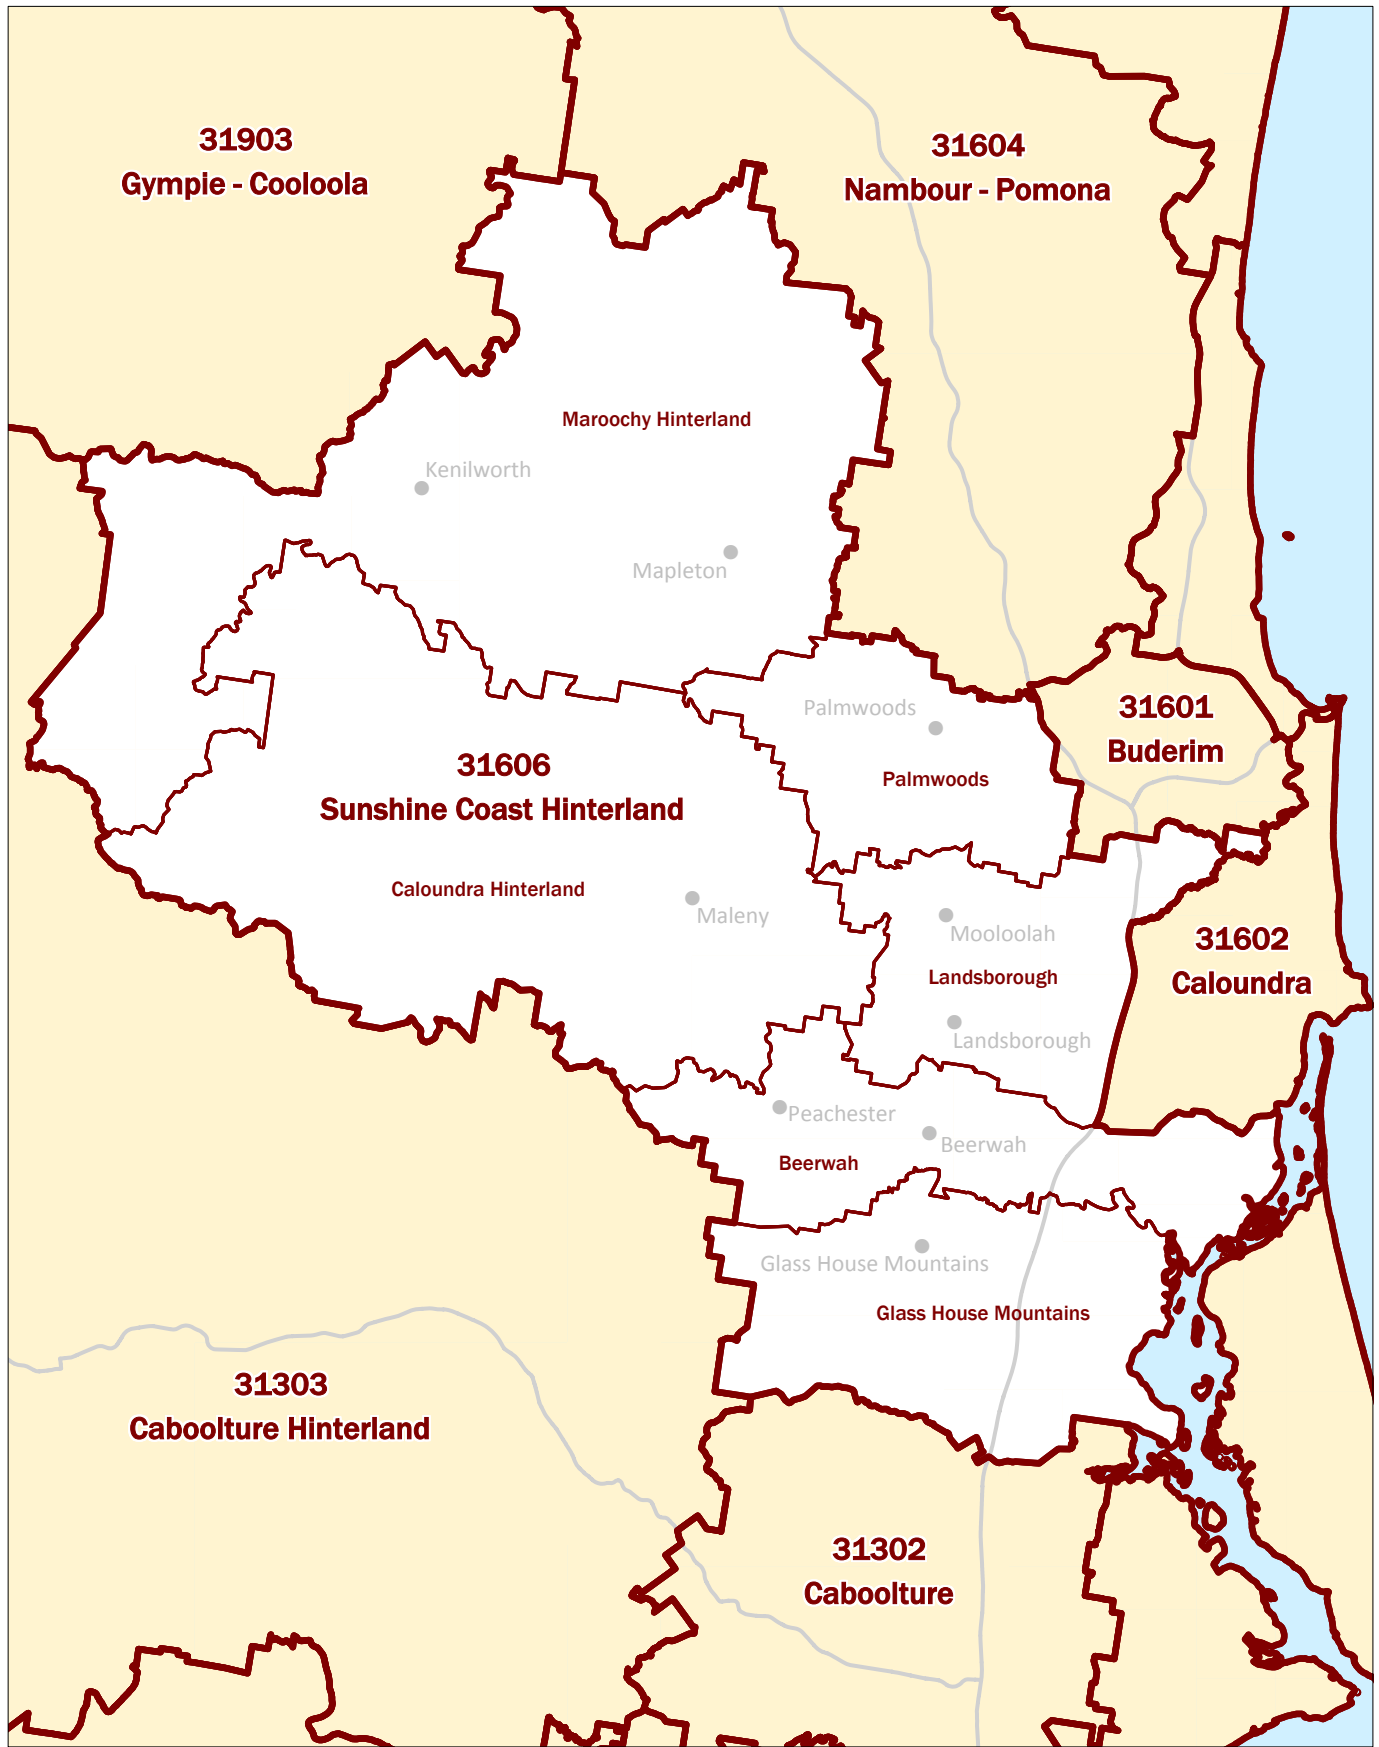 31903
Gympie - Cooloola
31604
Nambour - Pomona
Maroochy Hinterland
Kenilworth
Mapleton
Palmwoods
31601
Buderim
31606
Sunshine Coast Hinterland
Palmwoods
Caloundra Hinterland
Maleny
Mooloolah
31602
Caloundra
Landsborough
Landsborough
Peachester
Beerwah
Beerwah
Glass House Mountains
Glass House Mountains
31303
Caboolture Hinterland
31302
Caboolture